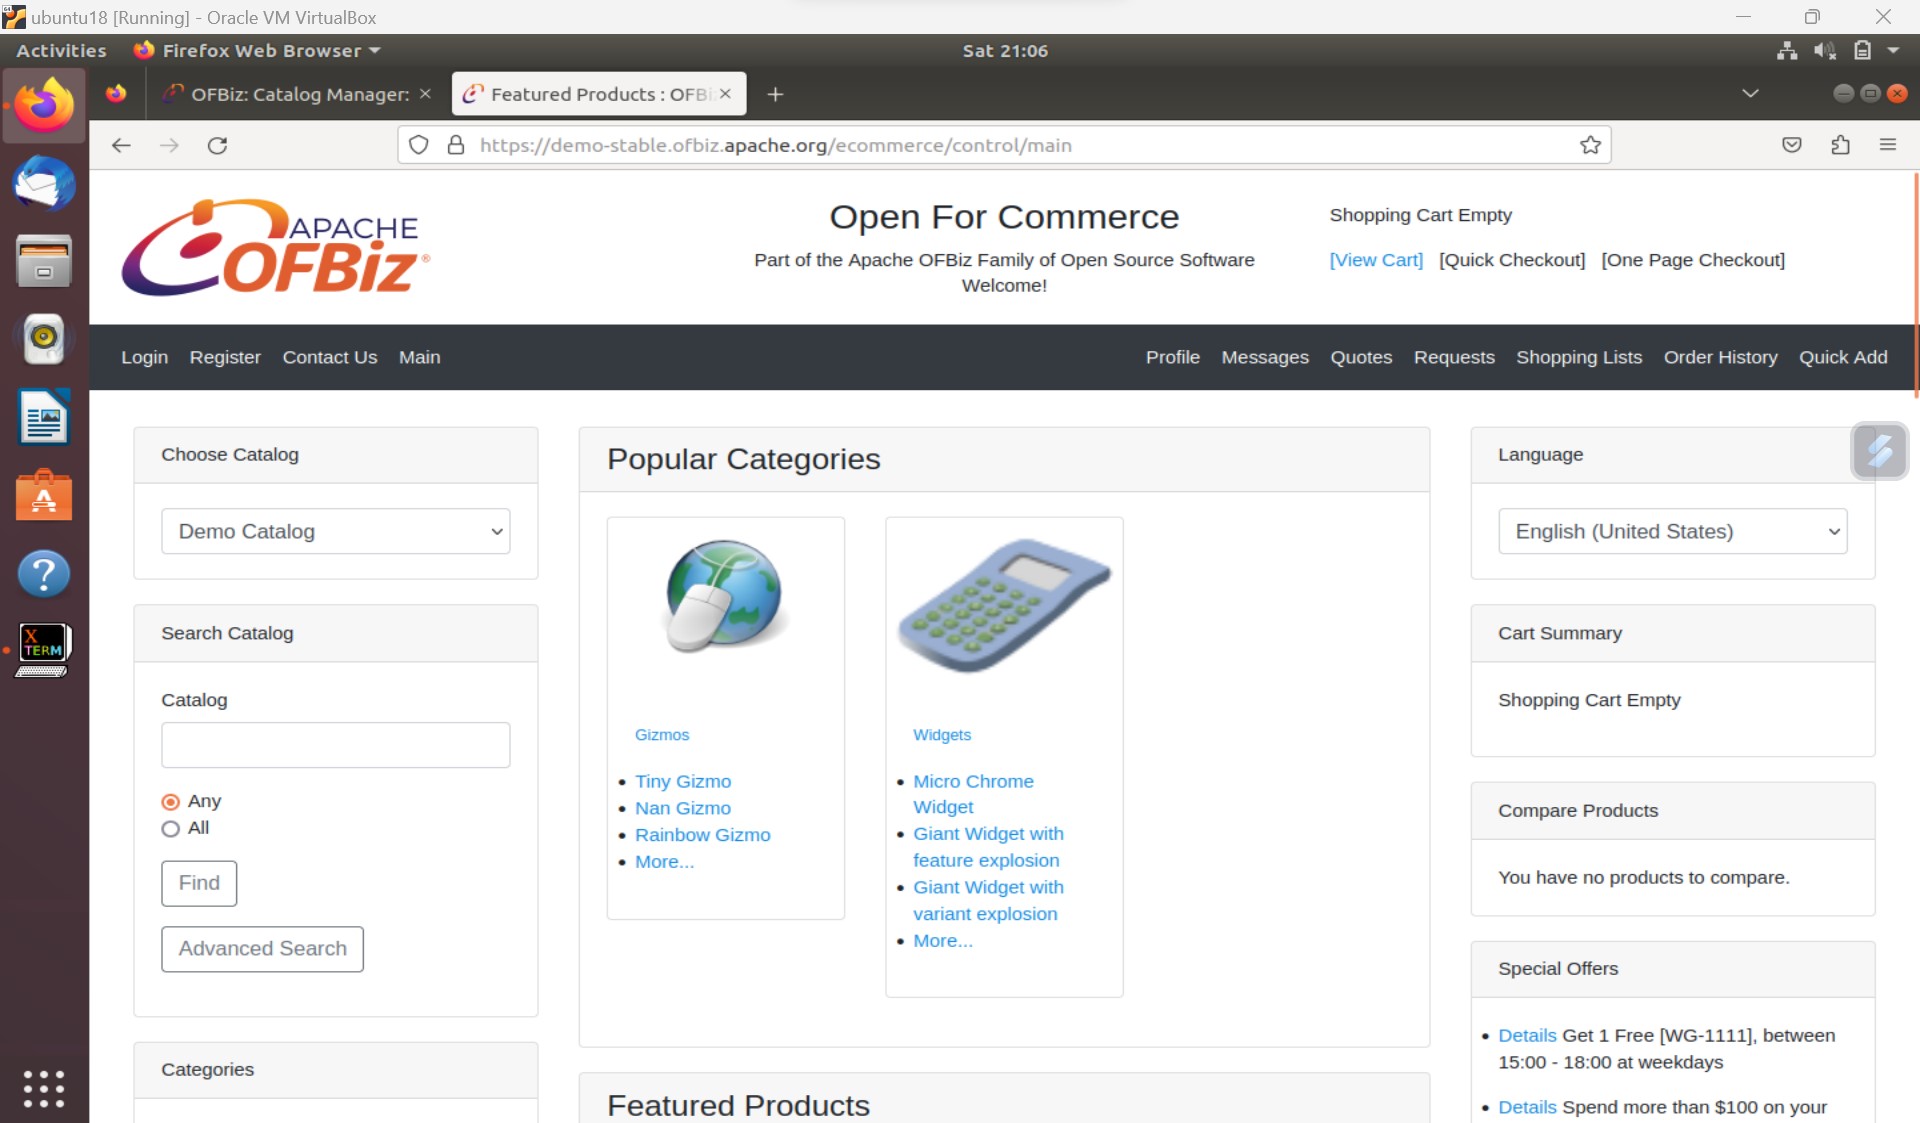 ubuntu18 [Running] - Oracle VM VirtualBox
Activities Firefox Web Browser Sat 21:06
OFBiz: Catalog Manager: Featured Products : OFBi
https://demo-stable.ofbiz.apache.org/ecommerce/control/main
APACHE
OFBiz
Open For Commerce
Part of the Apache OFBiz Family of Open Source Software
Welcome!
Shopping Cart Empty
[View Cart] [Quick Checkout] [One Page Checkout]
Login Register Contact Us Main Profile Messages Quotes Requests Shopping Lists Order History Quick Add
Choose Catalog
Demo Catalog
Search Catalog
Catalog
Any
All
Find
Advanced Search
Categories
Popular Categories
Gizmos
Tiny Gizmo
Nan Gizmo
Rainbow Gizmo
More...
Widgets
Micro Chrome
Widget
Giant Widget with
feature explosion
Giant Widget with
variant explosion
More...
Featured Products
Language
English (United States)
Cart Summary
Shopping Cart Empty
Compare Products
You have no products to compare.
Special Offers
Details Get 1 Free [WG-1111], between
15:00 - 18:00 at weekdays
Details Spend more than $100 on your
X
TERM